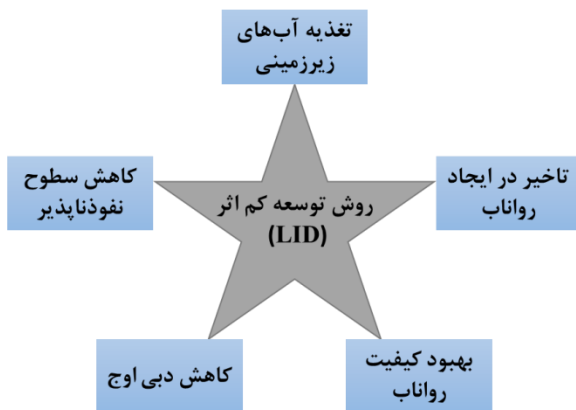 تغذیه آب‌های
زیرزمینی
تاخیر در ایجاد
رواناب
کاهش سطوح
نفوذناپذیر
روش توسعه کم اثر
(LID)
بهبود کیفیت
رواناب
کاهش دبی اوج